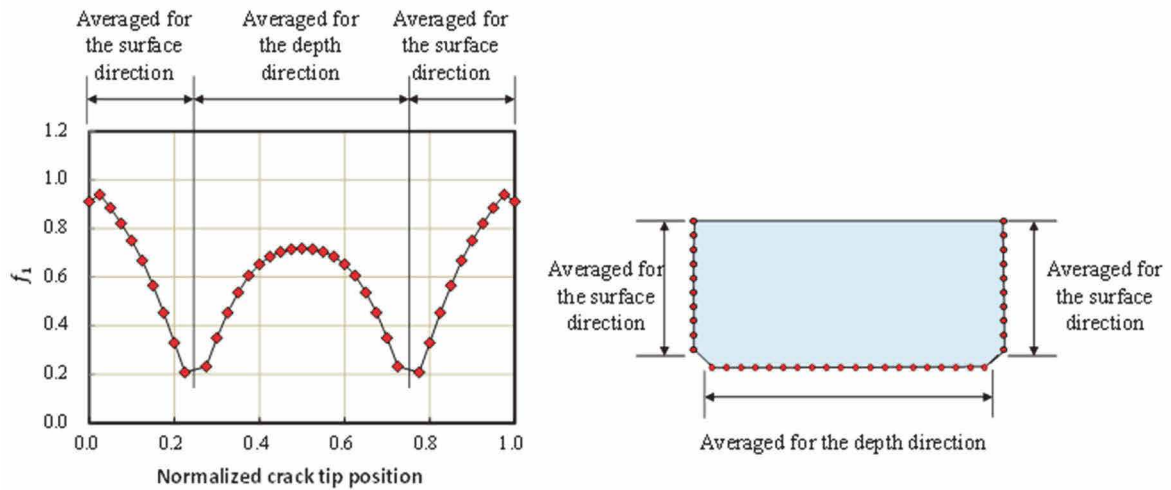 Averaged for
the surface
direction
Averaged for
the depth
direction
Averaged for
the surface
direction
1.2
1.0
0.8
0.6
0.4
0.2
0.0
f₁
0.0 0.2 0.4 0.6 0.8 1.0
Normalized crack tip position
Averaged for
the surface
direction
Averaged for
the surface
direction
Averaged for the depth direction